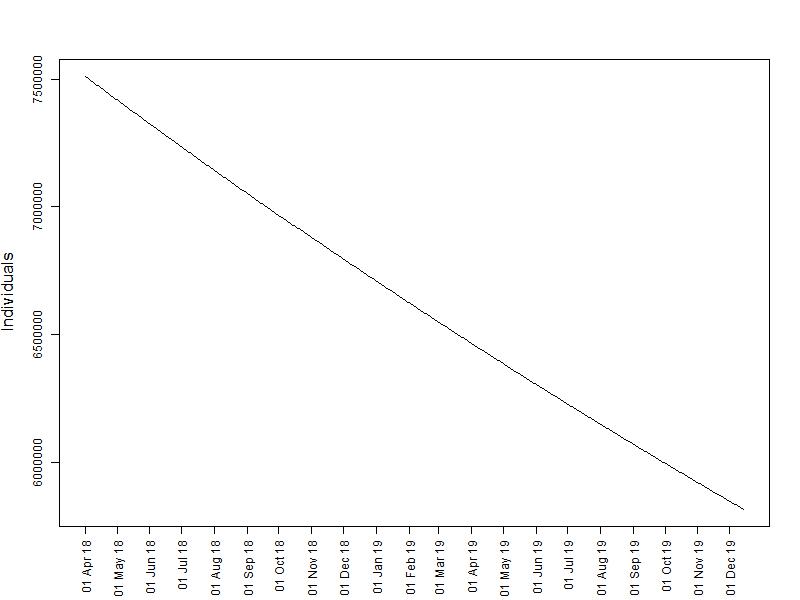 Individuals
7500000
7000000
6500000
6000000
01 Apr 18
01 May 18
01 Jun 18
01 Jul 18
01 Aug 18
01 Sep 18
01 Oct 18
01 Nov 18
01 Dec 18
01 Jan 19
01 Feb 19
01 Mar 19
01 Apr 19
01 May 19
01 Jun 19
01 Jul 19
01 Aug 19
01 Sep 19
01 Oct 19
01 Nov 19
01 Dec 19